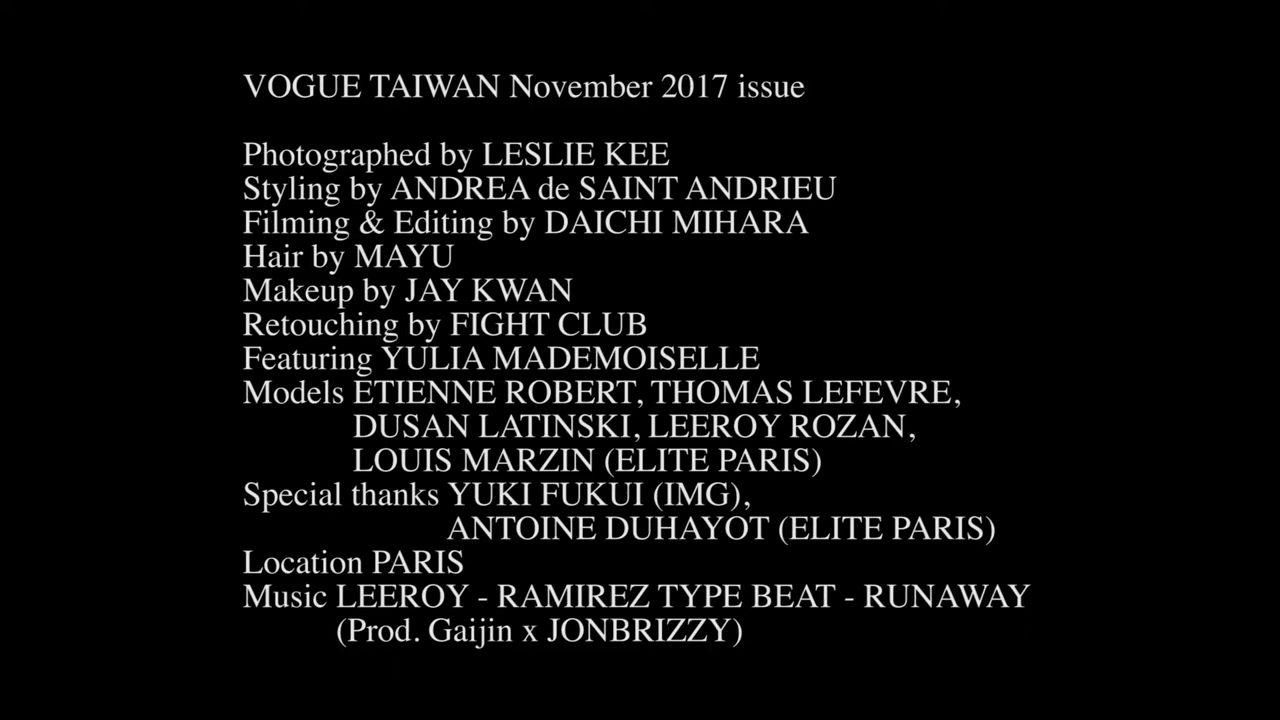 VOGUE TAIWAN November 2017 issue
Photographed by LESLIE KEE
Styling by ANDREA de SAINT ANDRIEU
Filming & Editing by DAICHI MIHARA
Hair by MAYU
Makeup by JAY KWAN
Retouching by FIGHT CLUB
Featuring YULIA MADEMOISELLE
Models ETIENNE ROBERT, THOMAS LEFEVRE,
DUSAN LATINSKI, LEEROY ROZAN,
LOUIS MARZIN (ELITE PARIS)
Special thanks YUKI FUKUI (IMG),
ANTOINE DUHAYOT (ELITE PARIS)
Location PARIS
Music LEEROY - RAMIREZ TYPE BEAT - RUNAWAY
(Prod. Gaijin x JONBRIZZY)